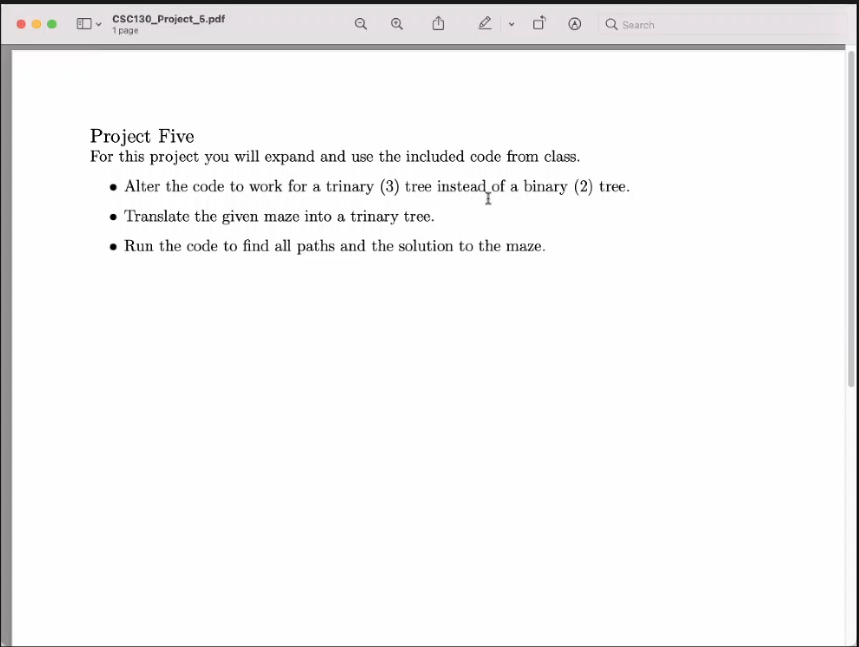 CSC130_Project_5.pdf
1 page
Search
Project Five
For this project you will expand and use the included code from class.
• Alter the code to work for a trinary (3) tree instead of a binary (2) tree.
• Translate the given maze into a trinary tree.
• Run the code to find all paths and the solution to the maze.